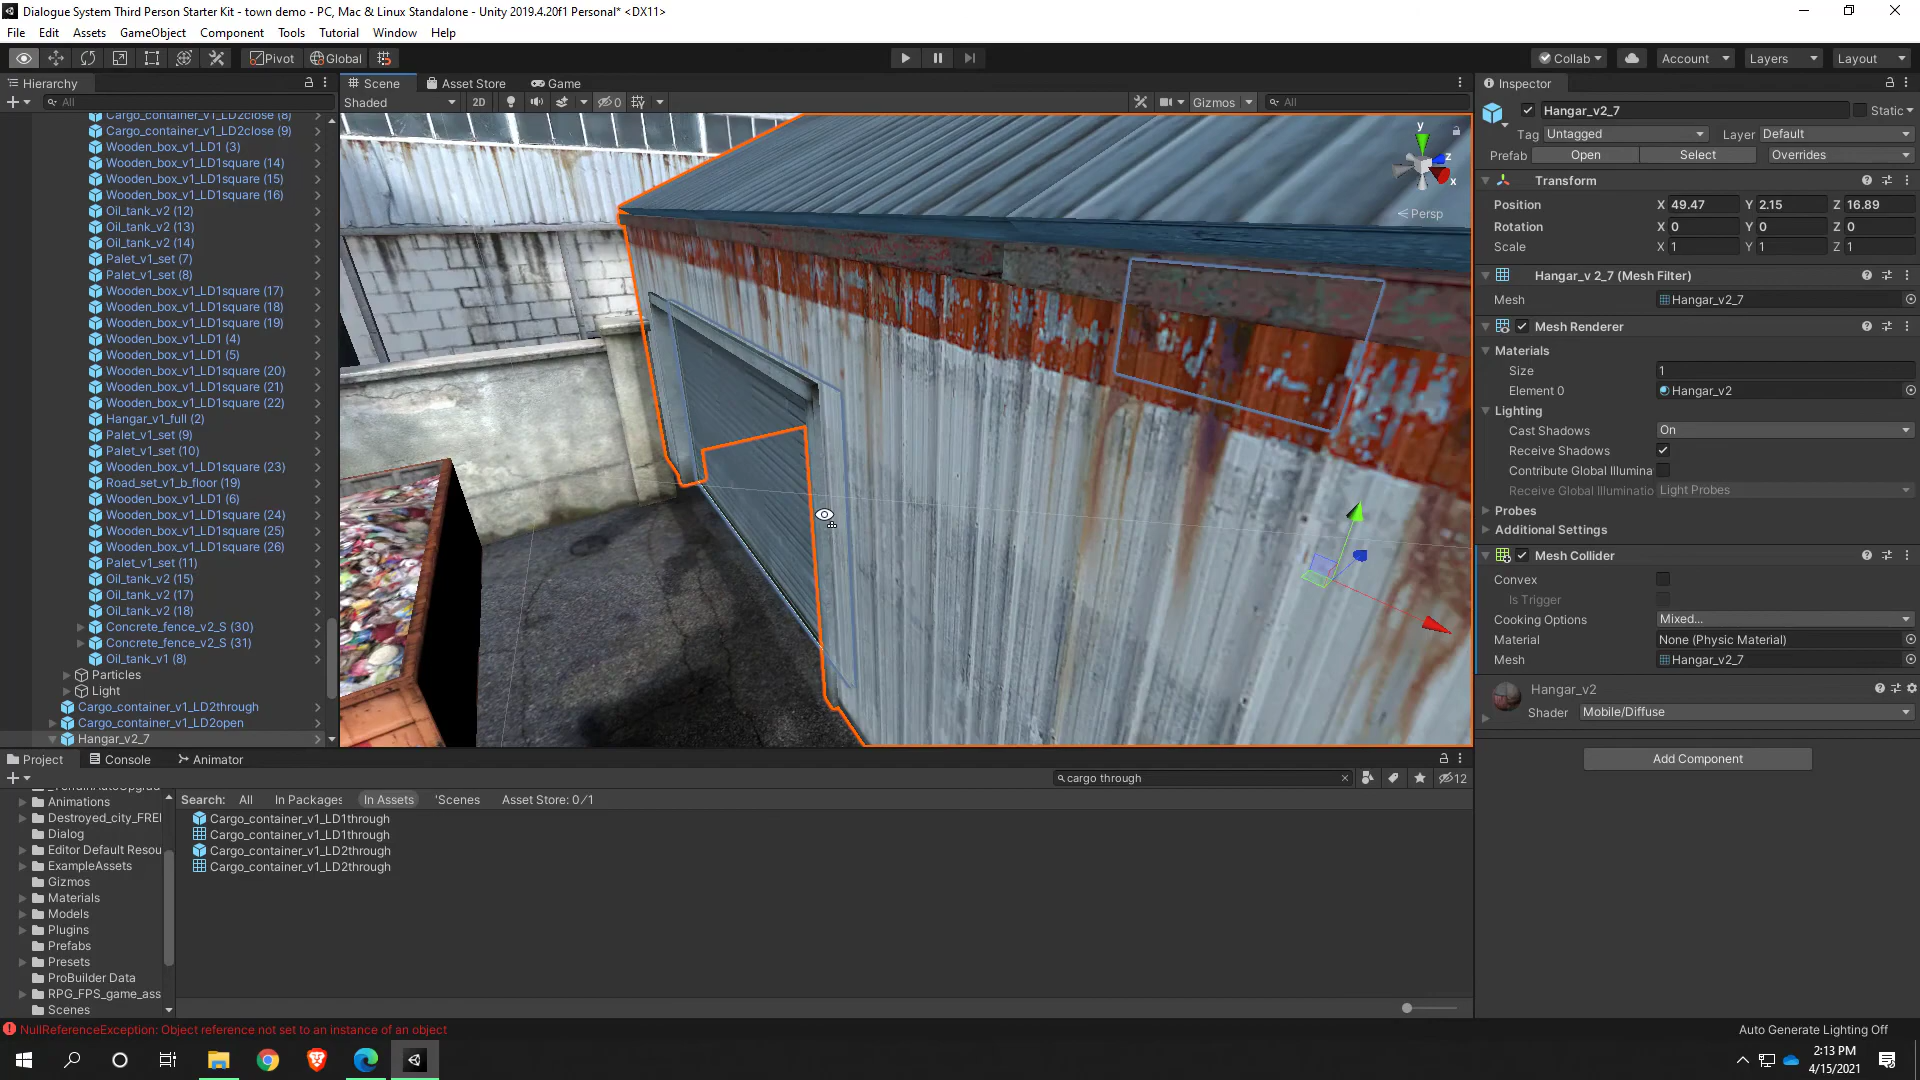 Dialogue System Third Person Starter Kit - town demo - PC, Mac & Linux Standalone - Unity 2019.4.20f1 Personal* <DX11>
File Edit Assets GameObject Component Tools Tutorial Window Help
Pivot Global Collab Account Layers Layout
Hierarchy Scene Asset Store Game Inspector
All Shaded 2D 0 Gizmos All Hangar_v2_7 Static
Tag Untagged Layer Default
Prefab Open Select Overrides
Cargo_container_v1_LD2close (8)
Cargo_container_v1_LD2close (9)
Wooden_box_v1_LD1 (3)
Wooden_box_v1_LD1square (14)
Wooden_box_v1_LD1square (15)
Wooden_box_v1_LD1square (16)
Oil_tank_v2 (12)
Oil_tank_v2 (13)
Oil_tank_v2 (14)
Palet_v1_set (7)
Palet_v1_set (8)
Wooden_box_v1_LD1square (17)
Wooden_box_v1_LD1square (18)
Wooden_box_v1_LD1square (19)
Wooden_box_v1_LD1 (4)
Wooden_box_v1_LD1 (5)
Wooden_box_v1_LD1square (20)
Wooden_box_v1_LD1square (21)
Wooden_box_v1_LD1square (22)
Hangar_v1_full (2)
Palet_v1_set (9)
Palet_v1_set (10)
Wooden_box_v1_LD1square (23)
Road_set_v1_b_floor (19)
Wooden_box_v1_LD1 (6)
Wooden_box_v1_LD1square (24)
Wooden_box_v1_LD1square (25)
Wooden_box_v1_LD1square (26)
Palet_v1_set (11)
Oil_tank_v2 (15)
Oil_tank_v2 (17)
Oil_tank_v2 (18)
Concrete_fence_v2_S (30)
Concrete_fence_v2_S (31)
Oil_tank_v1 (8)
Particles
Light
Cargo_container_v1_LD2through
Cargo_container_v1_LD2open
Hangar_v2_7
y
z
x
Persp
Transform
Position X 49.47 Y 2.15 Z 16.89
Rotation X 0 Y 0 Z 0
Scale X 1 Y 1 Z 1
Hangar_v 2_7 (Mesh Filter)
Mesh Hangar_v2_7
Mesh Renderer
Materials
Size 1
Element 0 Hangar_v2
Lighting
Cast Shadows On
Receive Shadows
Contribute Global Illumina
Receive Global Illuminatio Light Probes
Probes
Additional Settings
Mesh Collider
Convex
Is Trigger
Cooking Options Mixed...
Material None (Physic Material)
Mesh Hangar_v2_7
Hangar_v2
Shader Mobile/Diffuse
Add Component
Project Console Animator
cargo through 12
Search: All In Packages In Assets 'Scenes Asset Store: 0/1
Animations
Destroyed_city_FREI
Dialog
Editor Default Resou
ExampleAssets
Gizmos
Materials
Models
Plugins
Prefabs
Presets
ProBuilder Data
RPG_FPS_game_ass
Scenes
Cargo_container_v1_LD1through
Cargo_container_v1_LD1through
Cargo_container_v1_LD2through
Cargo_container_v1_LD2through
NullReferenceException: Object reference not set to an instance of an object
Auto Generate Lighting Off
2:13 PM
4/15/2021